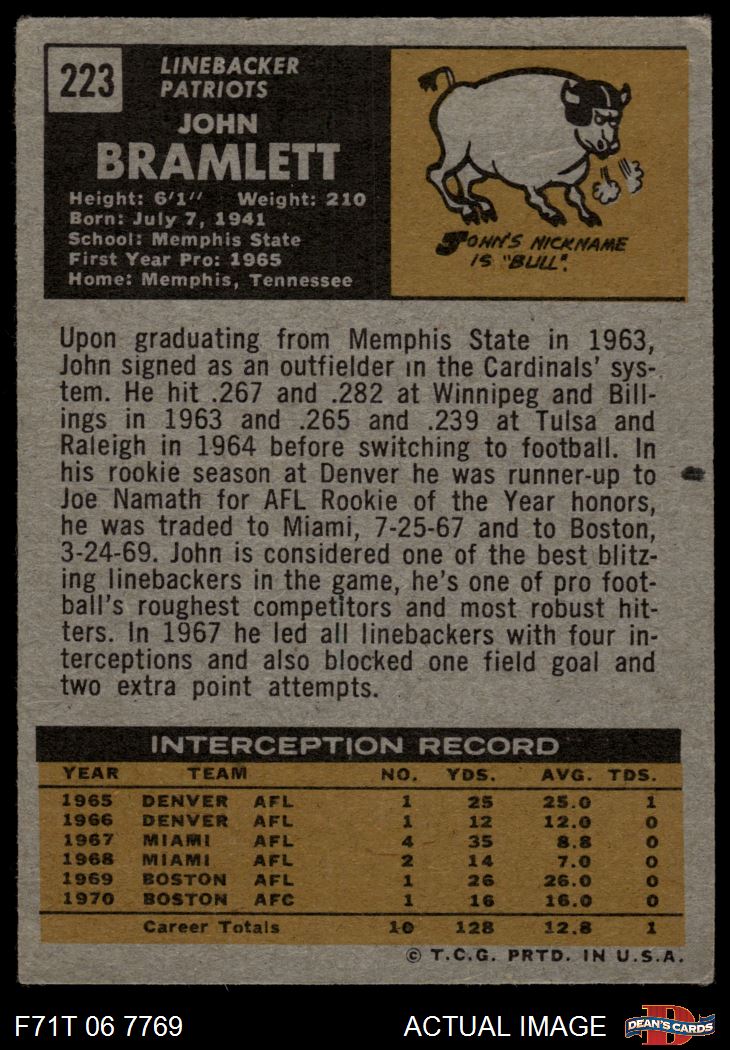 223
LINEBACKER
PATRIOTS
JOHN
BRAMLETT
Height: 6'1" Weight: 210
Born: July 7, 1941
School: Memphis State
First Year Pro: 1965
Home: Memphis, Tennessee
JOHN'S NICKNAME
IS "BULL".
Upon graduating from Memphis State in 1963,
John signed as an outfielder in the Cardinals' sys-
tem. He hit .267 and .282 at Winnipeg and Bill-
ings in 1963 and .265 and .239 at Tulsa and
Raleigh in 1964 before switching to football. In
his rookie season at Denver he was runner-up to
Joe Namath for AFL Rookie of the Year honors,
he was traded to Miami, 7-25-67 and to Boston,
3-24-69. John is considered one of the best blitz-
ing linebackers in the game, he's one of pro foot-
ball's roughest competitors and most robust hit-
ters. In 1967 he led all linebackers with four in-
terceptions and also blocked one field goal and
two extra point attempts.
INTERCEPTION RECORD
YEAR TEAM NO. YDS. AVG. TDS.
1965 DENVER AFL 1 25 25.0 1
1966 DENVER AFL 1 12 12.0 0
1967 MIAMI AFL 4 35 8.8 0
1968 MIAMI AFL 2 14 7.0 0
1969 BOSTON AFL 1 26 26.0 0
1970 BOSTON AFC 1 16 16.0 0
Career Totals 10 128 12.8 1
© T.C.G. PRTD. IN U.S.A.
F71T 06 7769 ACTUAL IMAGE D DEAN'S CARDS